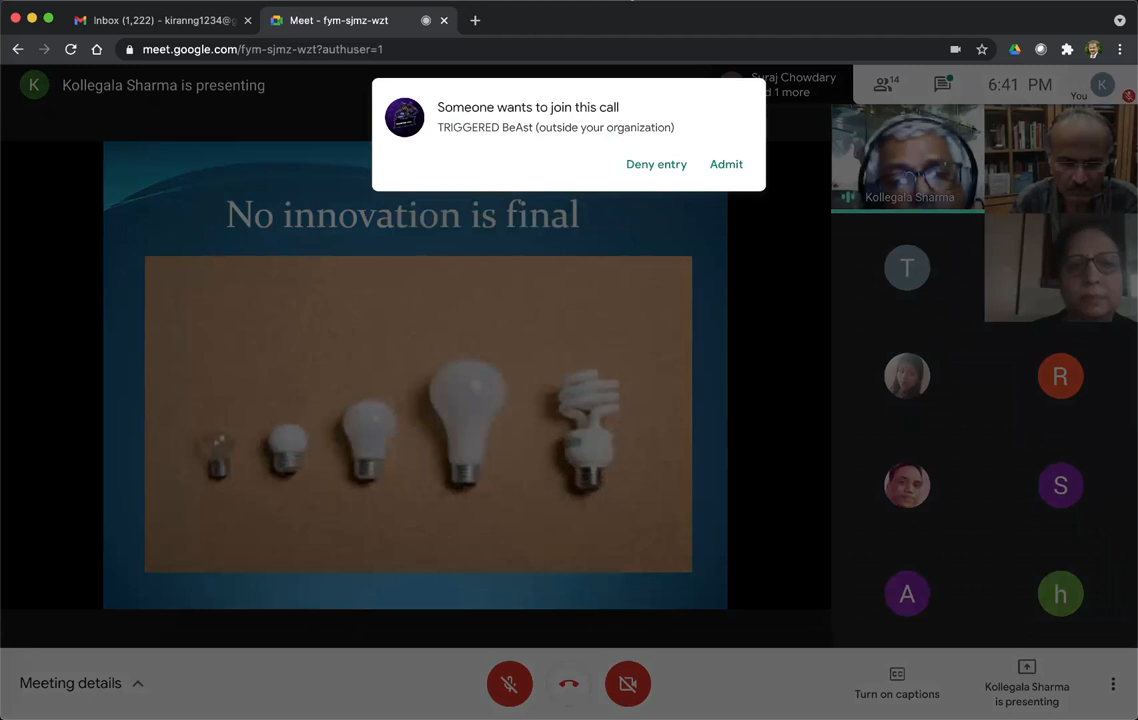 Inbox (1,222) - kiranng1234@g
Meet - fym-sjmz-wzt
meet.google.com/fym-sjmz-wzt?authuser=1
K
Kollegala Sharma is presenting
Someone wants to join this call
TRIGGERED BeAst (outside your organization)
Deny entry
Admit
Suraj Chowdary
d 1 more
14
6:41 PM
You
K
Kollegala Sharma
No innovation is final
T
R
S
A
h
Meeting details
CC
Turn on captions
Kollegala Sharma
is presenting